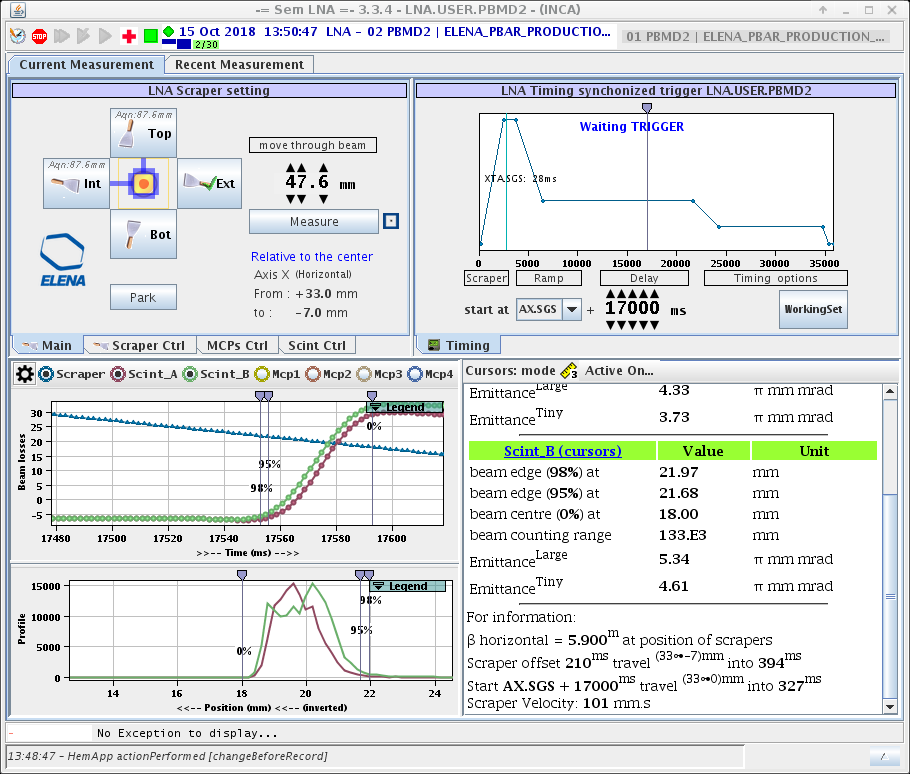 -= Sem LNA =- 3.3.4 - LNA.USER.PBMD2 - (INCA)
STOP
15 Oct 2018 13:50:47 LNA - 02 PBMD2 | ELENA_PBAR_PRODUCTIO...
2/30
01 PBMD2 | ELENA_PBAR_PRODUCTION_...
Current Measurement
Recent Measurement
LNA Scraper setting
Aqn:87.6mm
Top
Aqn:87.6mm
Int
Ext
Bot
ELENA
Park
move through beam
47.6 mm
Measure
Relative to the center
Axis X (Horizontal)
From : +33.0 mm
to : -7.0 mm
Main
Scraper Ctrl
MCPs Ctrl
Scint Ctrl
LNA Timing synchonized trigger LNA.USER.PBMD2
Waiting TRIGGER
XTA.SGS: 28ms
0 5000 10000 15000 20000 25000 30000 35000
Scraper
Ramp
Delay
Timing options
start at AX.SGS + 17000 ms
WorkingSet
Timing
Scraper Scint_A Scint_B Mcp1 Mcp2 Mcp3 Mcp4
Legend
Beam losses
30
25
20
15
10
5
0
-5
0%
95%
98%
17480 17500 17520 17540 17560 17580 17600
>>-- Time (ms) -->>
Legend
Profile
15000
10000
5000
0
98%
95%
0%
14 16 18 20 22 24
<<-- Position (mm) <<-- (inverted)
Cursors: mode 3 Active On...
Emittance Large 4.33 π mm mrad
Emittance Tiny 3.73 π mm mrad
Scint_B (cursors) Value Unit
beam edge (98%) at 21.97 mm
beam edge (95%) at 21.68 mm
beam centre (0%) at 18.00 mm
beam counting range 133.E3 mm
Emittance Large 5.34 π mm mrad
Emittance Tiny 4.61 π mm mrad
For information:
β horizontal = 5.900 m at position of scrapers
Scraper offset 210 ms travel (33⊶-7)mm into 394 ms
Start AX.SGS + 17000 ms travel (33⊶0)mm into 327 ms
Scraper Velocity: 101 mm.s
- No Exception to display...
13:48:47 - HemApp actionPerformed [changeBeforeRecord]